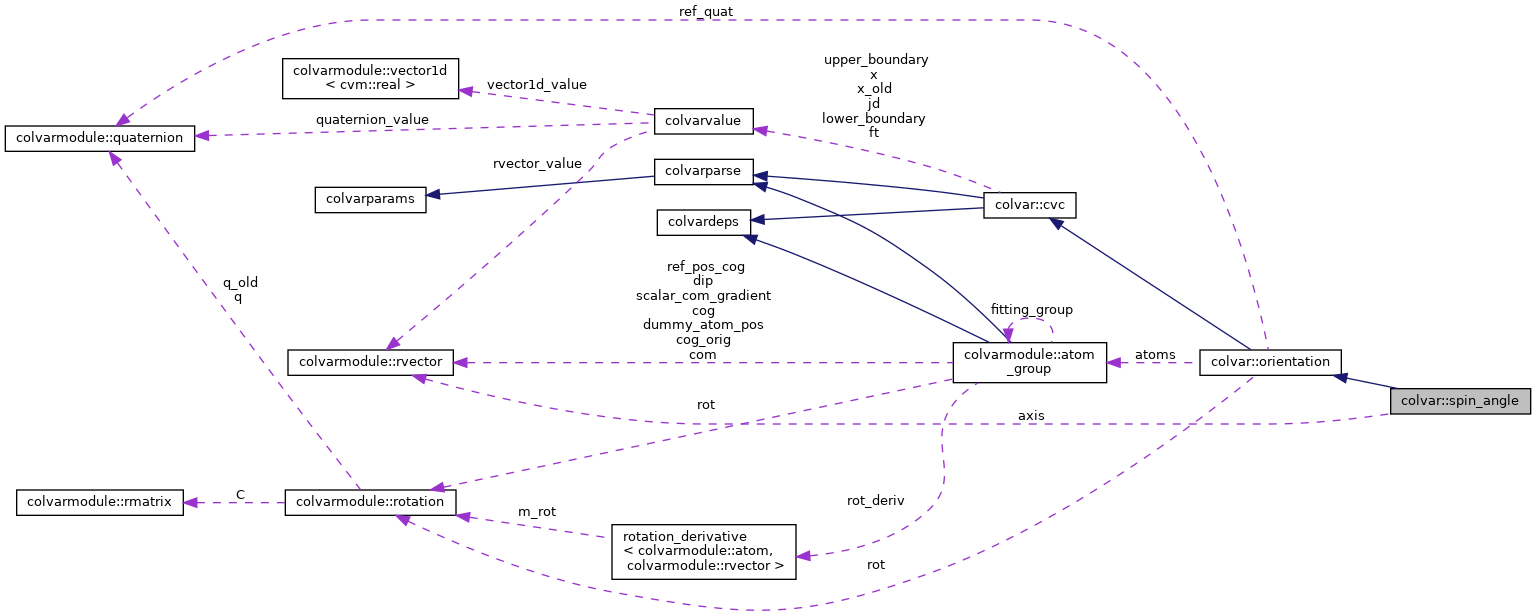 ref_quat
colvarmodule::vector1d
< cvm::real >
vector1d_value
upper_boundary
x
x_old
jd
lower_boundary
ft
colvarmodule::quaternion
quaternion_value
colvarvalue
rvector_value
colvarparse
colvarparams
colvardeps
colvar::cvc
q_old
q
ref_pos_cog
dip
scalar_com_gradient
cog
dummy_atom_pos
cog_orig
com
fitting_group
colvarmodule::rvector
colvarmodule::atom
_group
atoms
colvar::orientation
colvar::spin_angle
rot
axis
colvarmodule::rmatrix
C
colvarmodule::rotation
m_rot
rot_deriv
rotation_derivative
< colvarmodule::atom,
colvarmodule::rvector >
rot